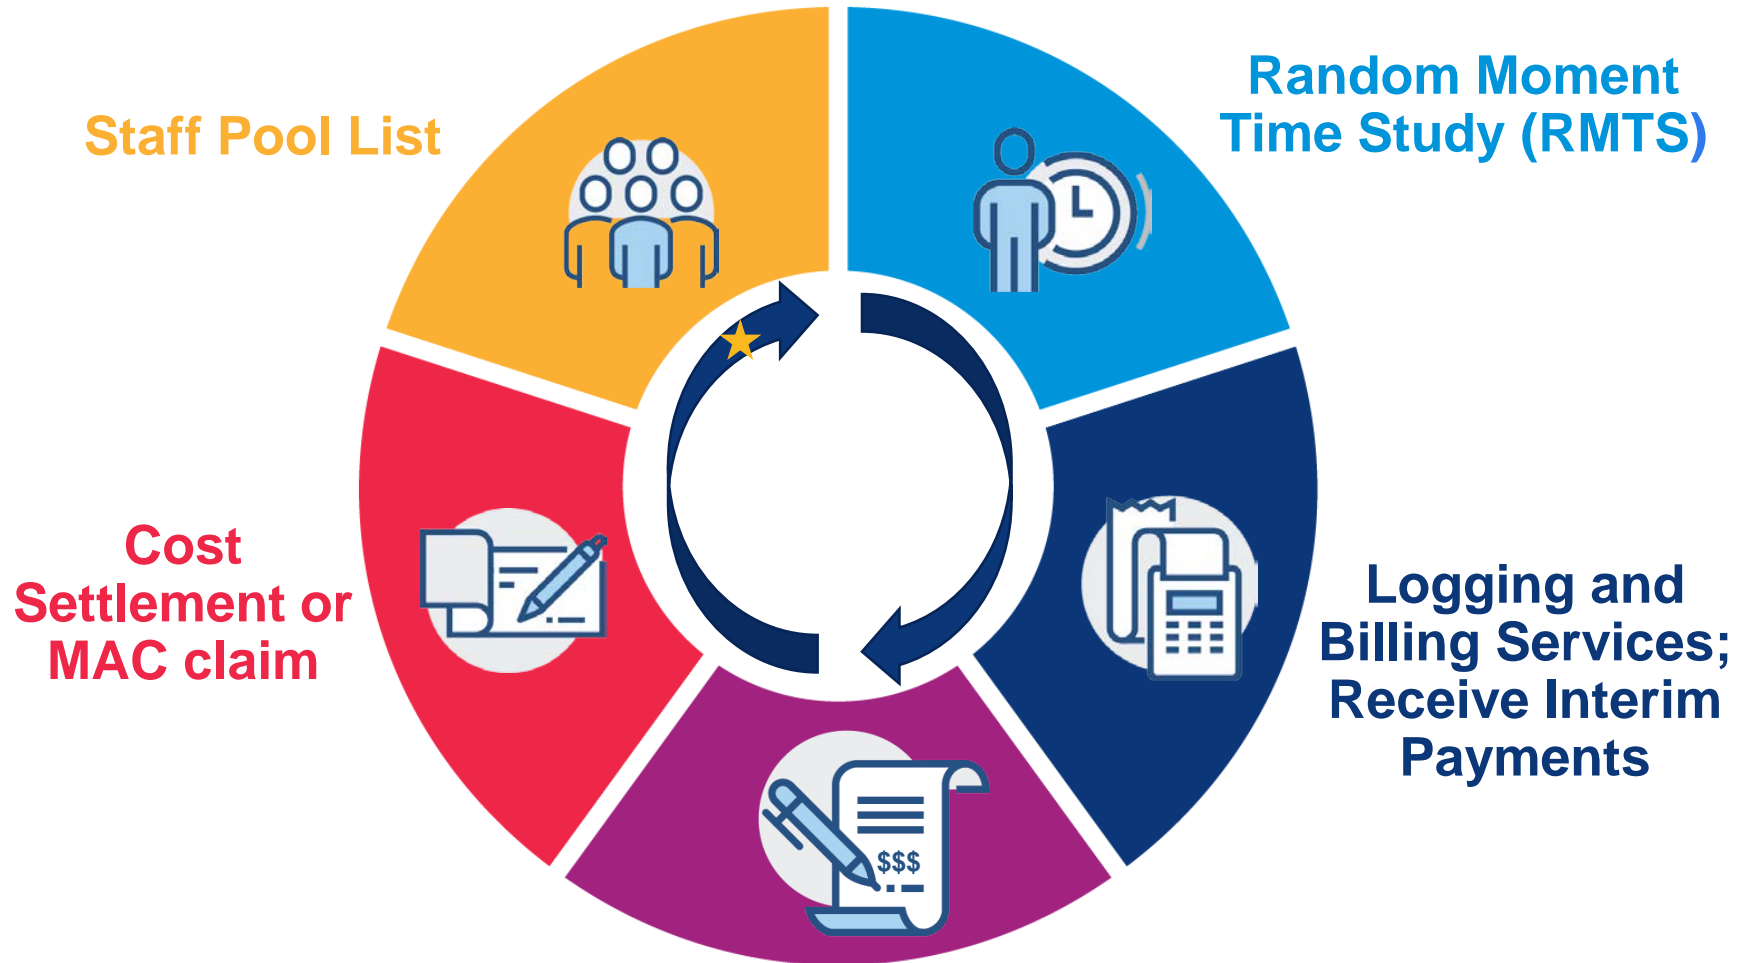 Staff Pool List
Random Moment
Time Study (RMTS)
Logging and
Billing Services;
Receive Interim
Payments
$$$
Cost
Settlement or
MAC claim